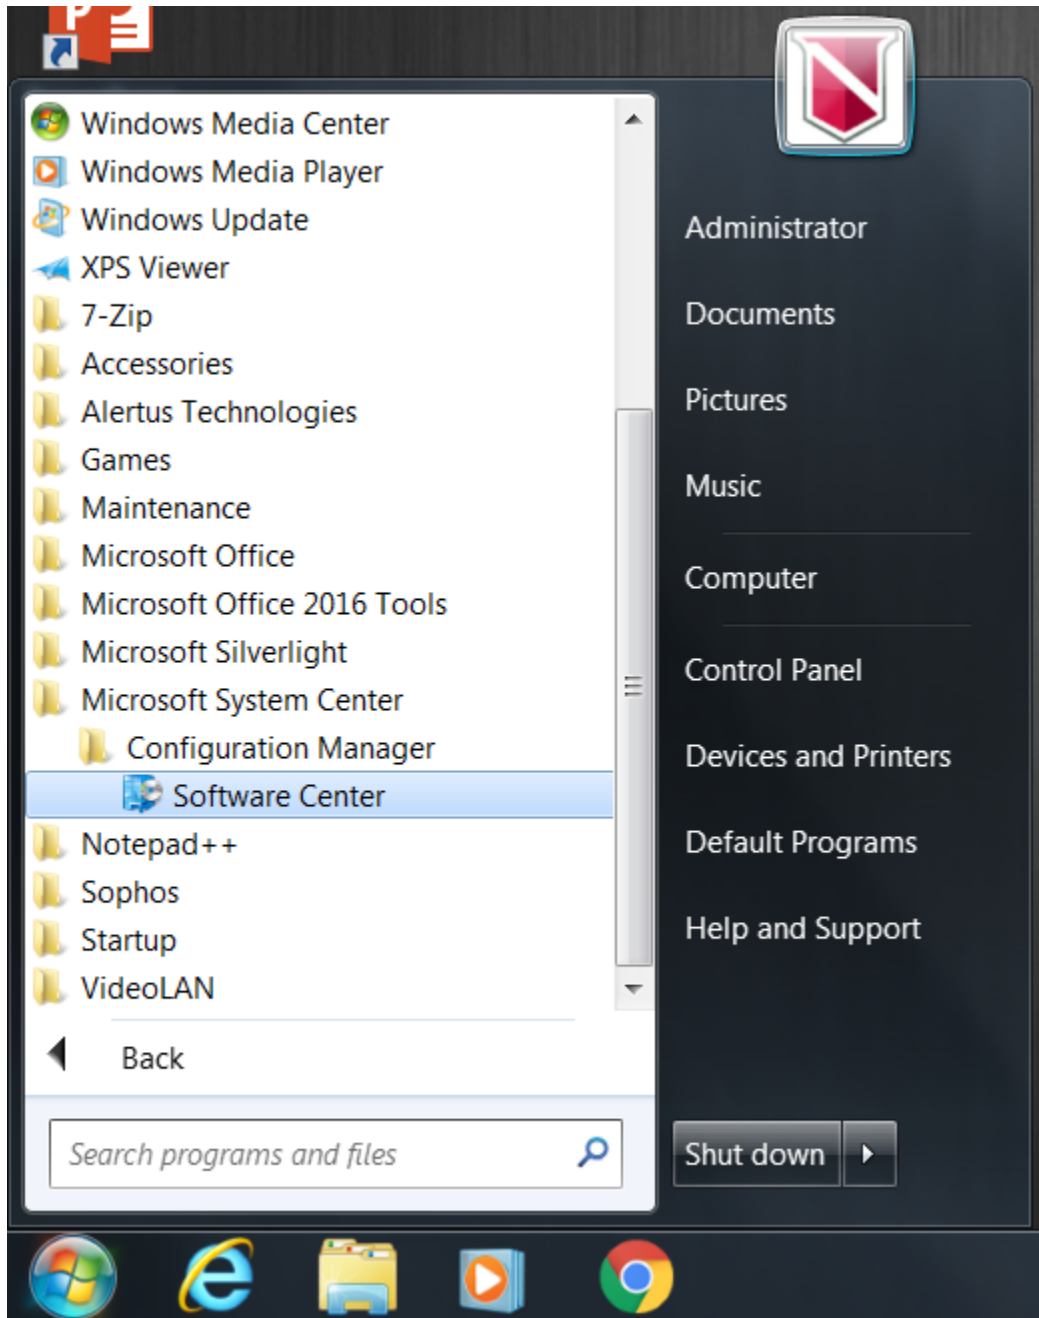 P
N
Windows Media Center
Windows Media Player
Windows Update
XPS Viewer
7-Zip
Accessories
Alertus Technologies
Games
Maintenance
Microsoft Office
Microsoft Office 2016 Tools
Microsoft Silverlight
Microsoft System Center
Configuration Manager
Software Center
Notepad++
Sophos
Startup
VideoLAN
Back
Search programs and files
Administrator
Documents
Pictures
Music
Computer
Control Panel
Devices and Printers
Default Programs
Help and Support
Shut down